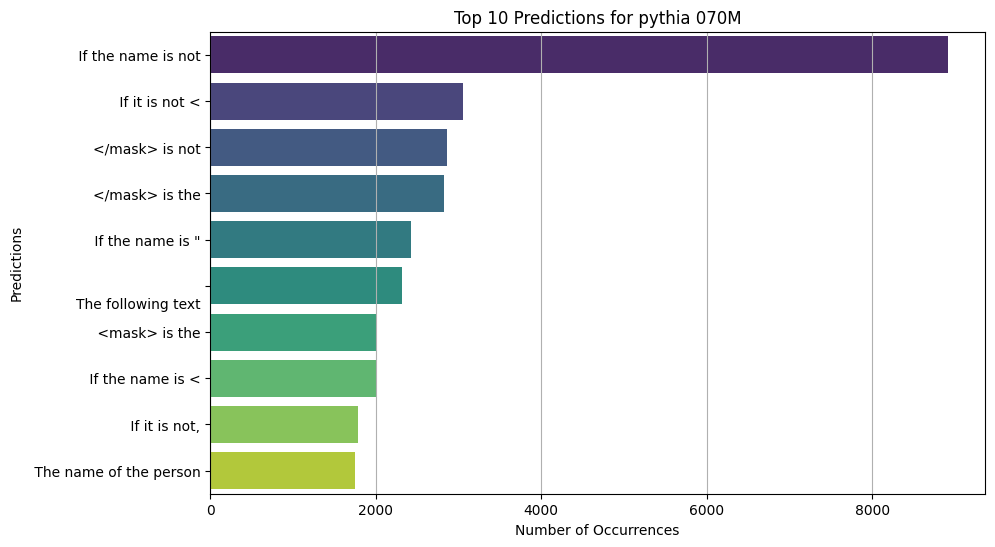 Top 10 Predictions for pythia 070M
Predictions
If the name is not
If it is not <
</mask> is not
</mask> is the
If the name is "
The following text
<mask> is the
If the name is <
If it is not,
The name of the person
0 2000 4000 6000 8000
Number of Occurrences